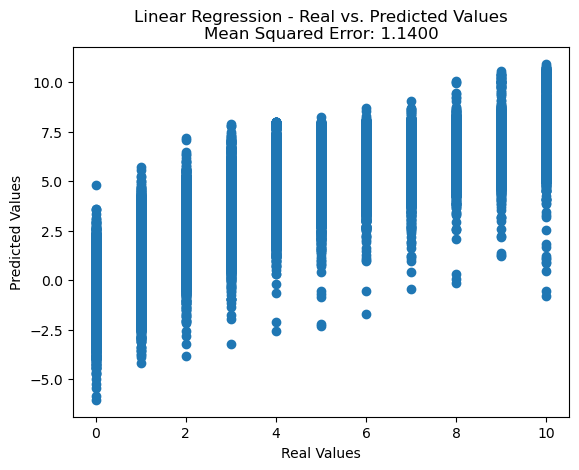 Linear Regression - Real vs. Predicted Values
Mean Squared Error: 1.1400
Predicted Values
10.0
7.5
5.0
2.5
0.0
−2.5
−5.0
0 2 4 6 8 10
Real Values